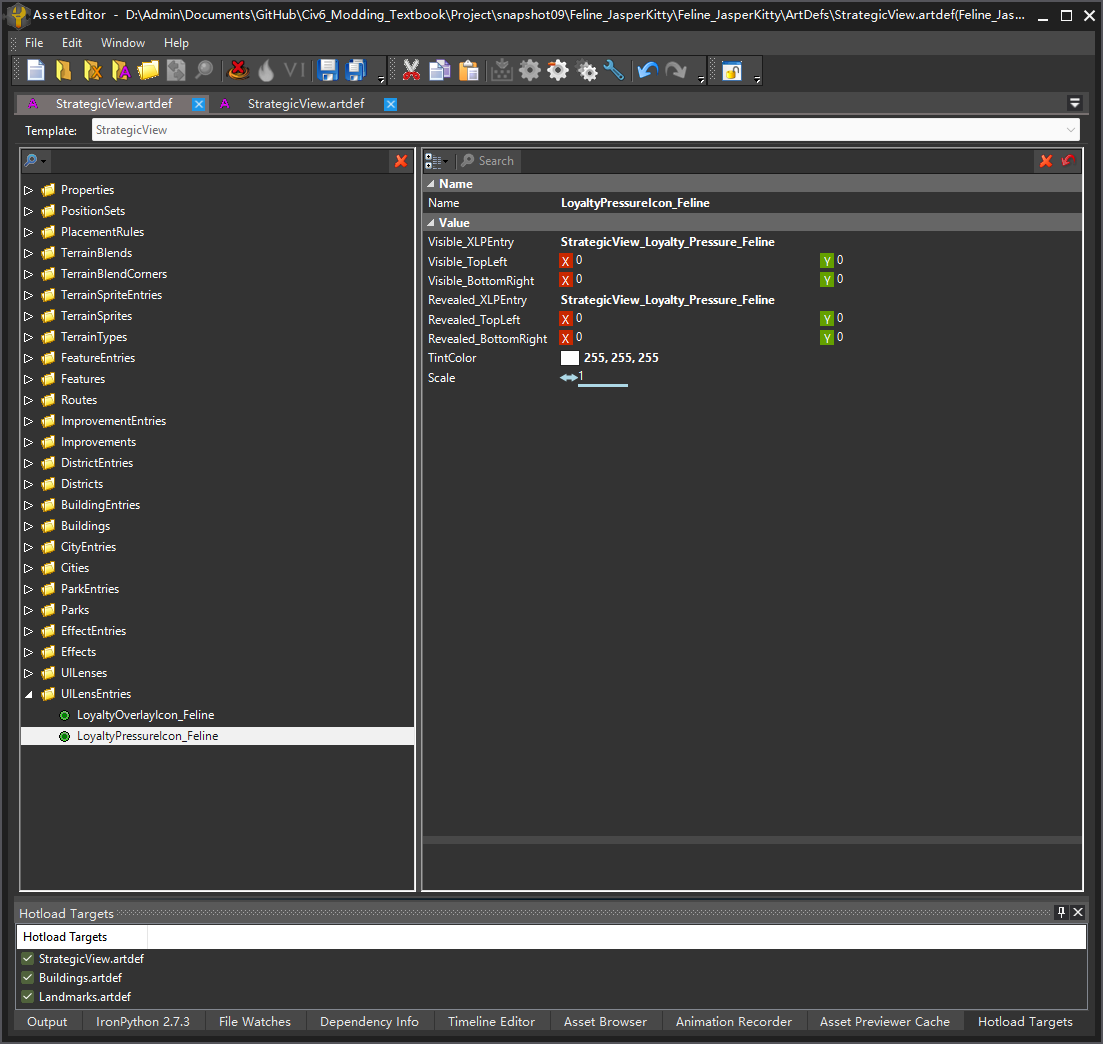 AssetEditor - D:\Admin\Documents\GitHub\Civ6_Modding_Textbook\Project\snapshot09\Feline_JasperKitty\Feline_JasperKitty\ArtDefs\StrategicView.artdef(Feline_Jas...
File Edit Window Help
VI
StrategicView.artdef StrategicView.artdef
Template: StrategicView
Search
Properties
PositionSets
PlacementRules
TerrainBlends
TerrainBlendCorners
TerrainSpriteEntries
TerrainSprites
TerrainTypes
FeatureEntries
Features
Routes
ImprovementEntries
Improvements
DistrictEntries
Districts
BuildingEntries
Buildings
CityEntries
Cities
ParkEntries
Parks
EffectEntries
Effects
UILenses
UILensEntries
LoyaltyOverlayIcon_Feline
LoyaltyPressureIcon_Feline
Name
Name LoyaltyPressureIcon_Feline
Value
Visible_XLPEntry StrategicView_Loyalty_Pressure_Feline
Visible_TopLeft X 0 Y 0
Visible_BottomRight X 0 Y 0
Revealed_XLPEntry StrategicView_Loyalty_Pressure_Feline
Revealed_TopLeft X 0 Y 0
Revealed_BottomRight X 0 Y 0
TintColor 255, 255, 255
Scale 1
Hotload Targets
Hotload Targets
StrategicView.artdef
Buildings.artdef
Landmarks.artdef
Output IronPython 2.7.3 File Watches Dependency Info Timeline Editor Asset Browser Animation Recorder Asset Previewer Cache Hotload Targets